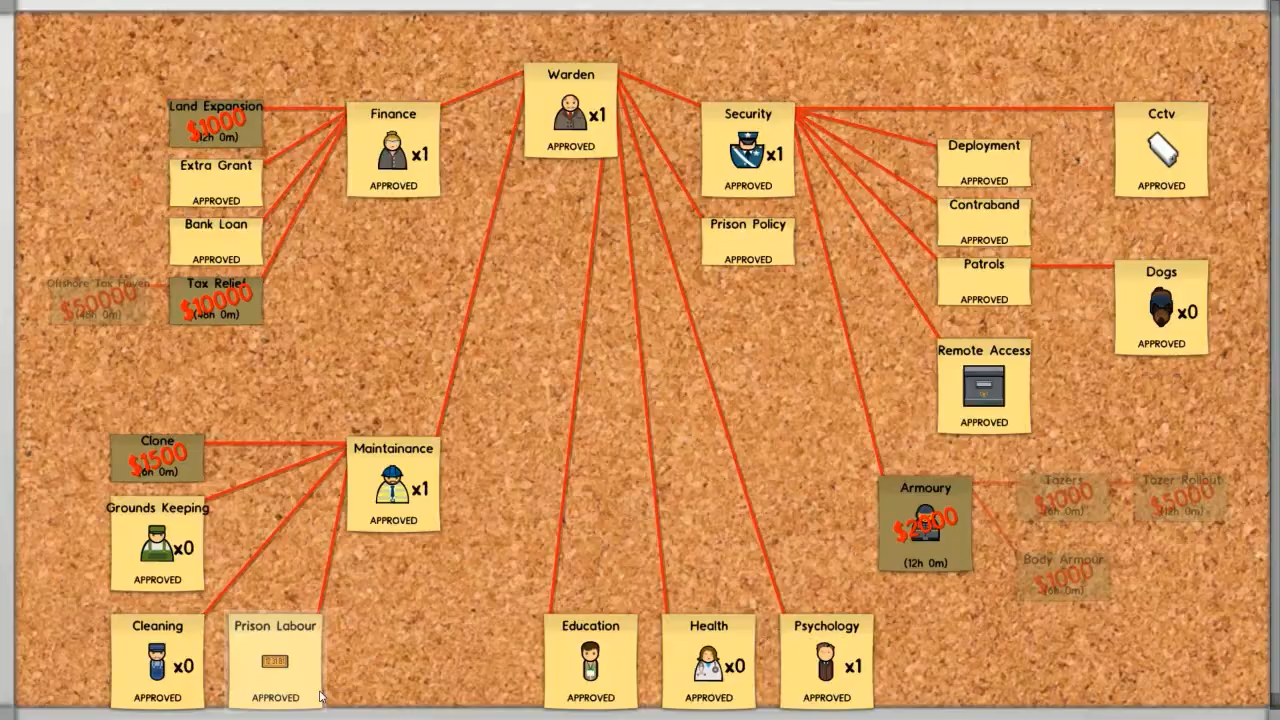 Warden
x1
APPROVED
Land Expansion
$1000
(12h 0m)
Finance
x1
APPROVED
Security
x1
APPROVED
Cctv
APPROVED
Extra Grant
APPROVED
Bank Loan
APPROVED
Offshore Tax Haven
$50000
(48h 0m)
Tax Relief
$10000
(48h 0m)
Prison Policy
APPROVED
Deployment
APPROVED
Contraband
APPROVED
Patrols
APPROVED
Dogs
x0
APPROVED
Remote Access
APPROVED
Clone
$1500
(6h 0m)
Maintainance
x1
APPROVED
Grounds Keeping
x0
APPROVED
Armoury
$2000
(12h 0m)
Tazers
$1000
(6h 0m)
Tazer Rollout
$5000
(12h 0m)
Body Armour
$1000
(6h 0m)
Cleaning
x0
APPROVED
Prison Labour
APPROVED
Education
APPROVED
Health
x0
APPROVED
Psychology
x1
APPROVED